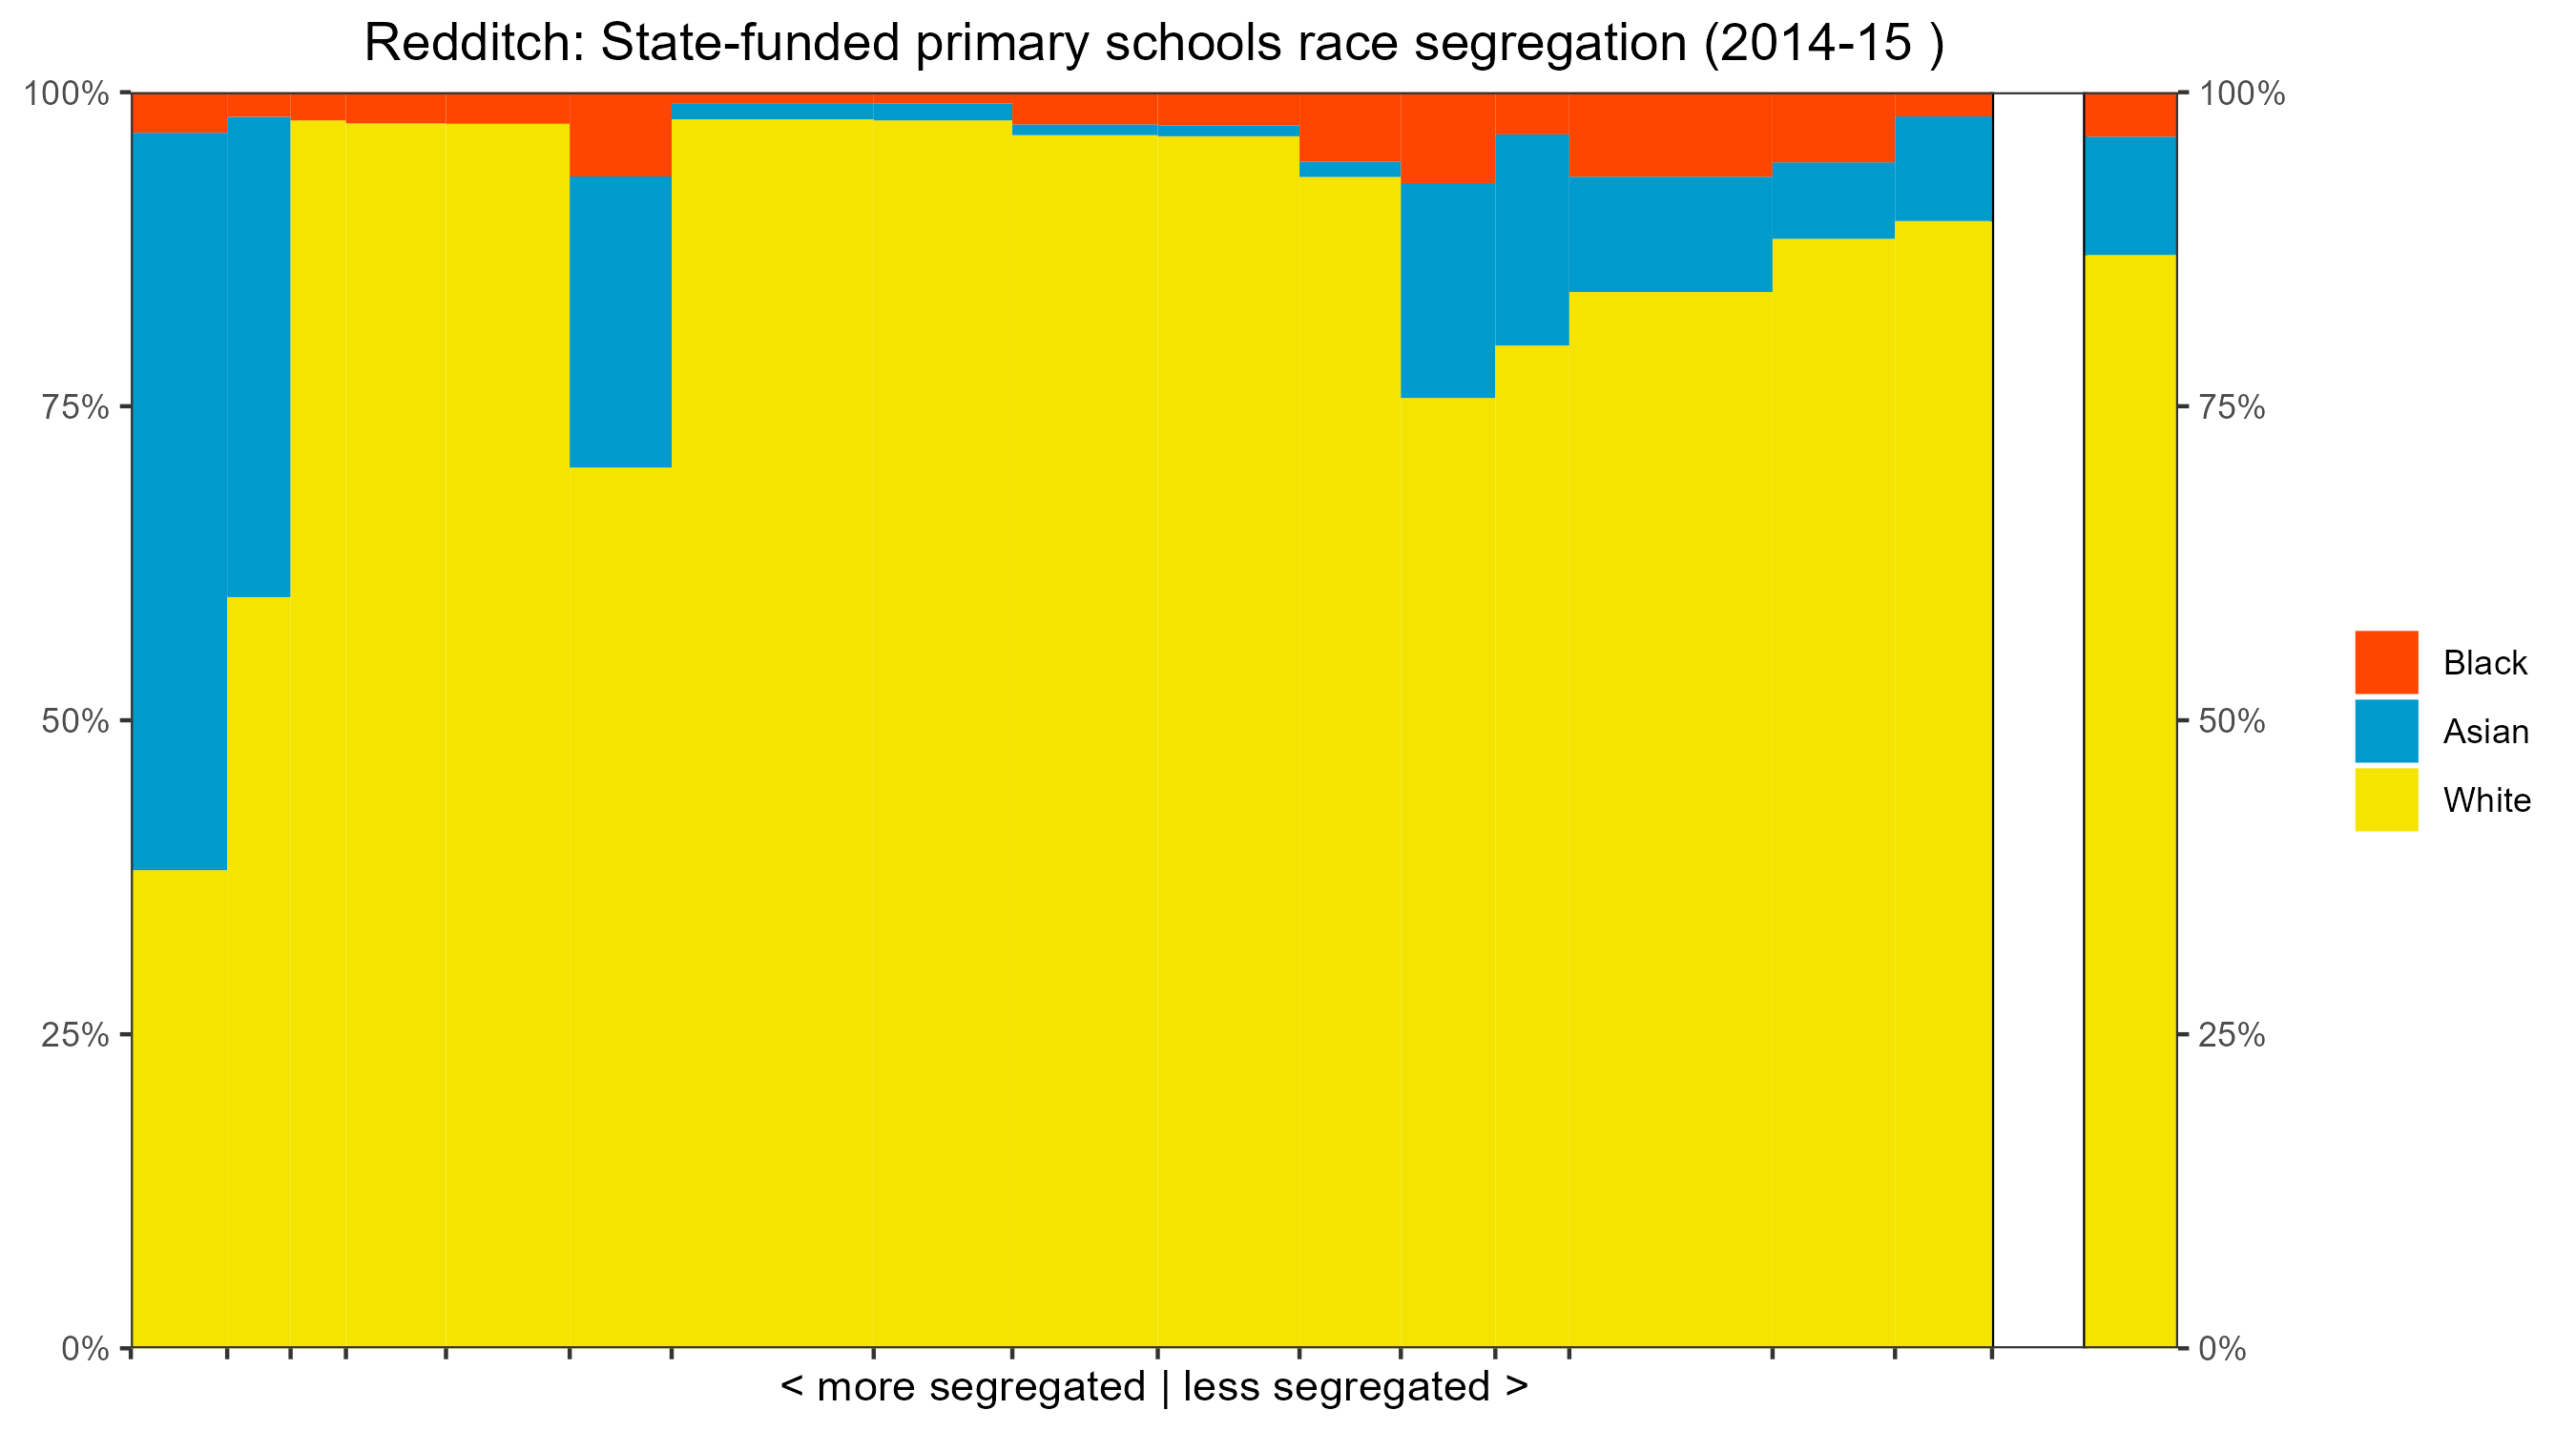 Redditch: State-funded primary schools race segregation (2014-15 )
100%
75%
50%
25%
0%
100%
75%
50%
25%
0%
Black
Asian
White
< more segregated | less segregated >